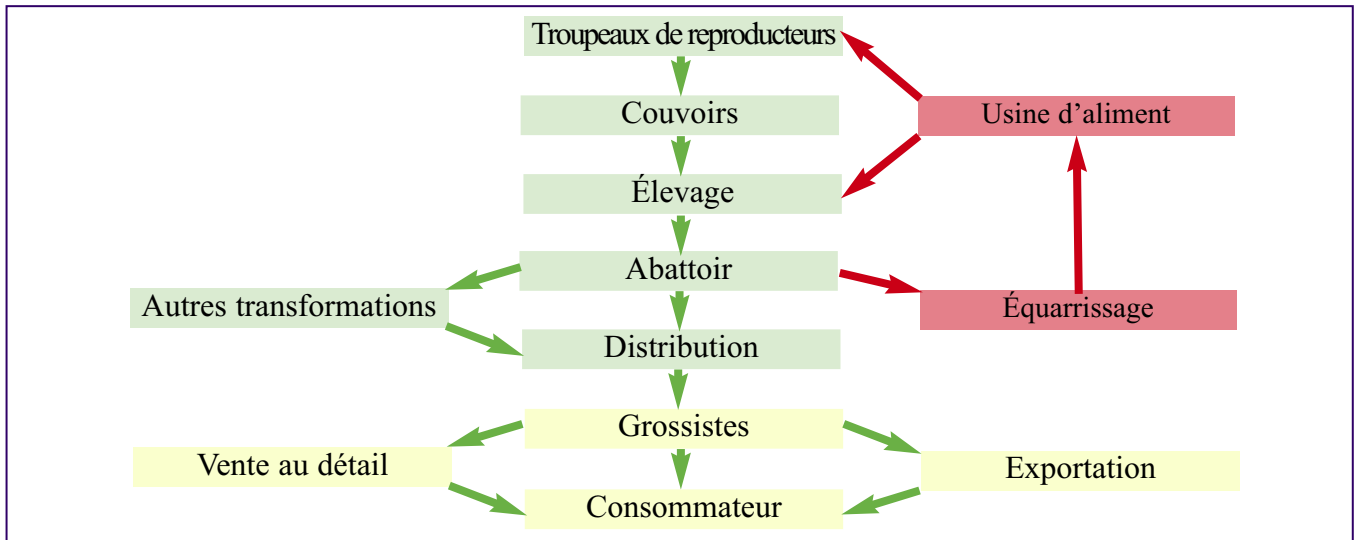 Troupeaux de reproducteurs
Couvoirs
Usine d’aliment
Élevage
Abattoir
Autres transformations
Équarrissage
Distribution
Grossistes
Vente au détail
Exportation
Consommateur